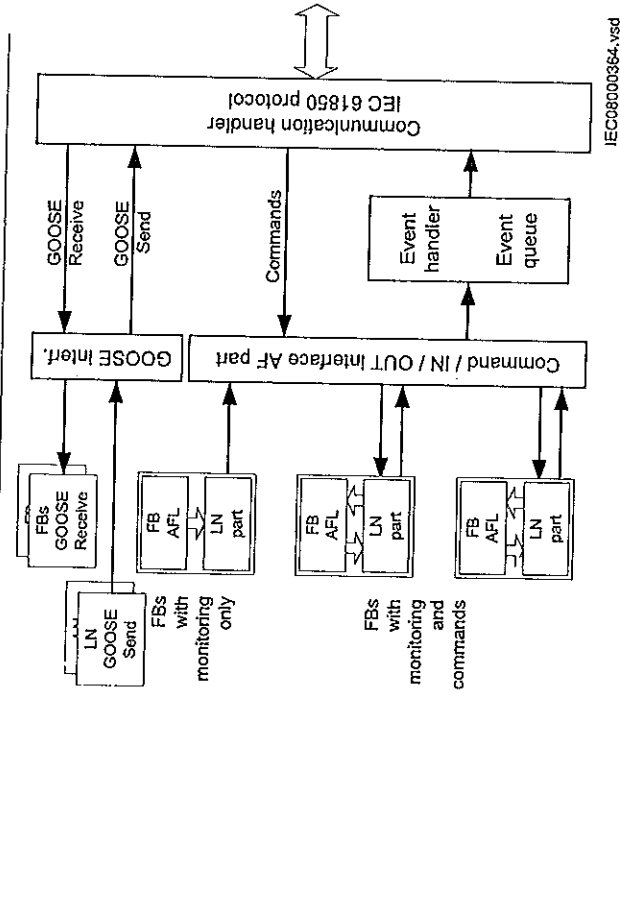 GOOSE
Receive
GOOSE
Send
Commands
Communication handler
IEC 61850 protocol
Event
handler
Event
queue
GOOSE Interf.
Command / IN / OUT Interface AF part
FBs
GOOSE
Receive
LN
GOOSE
Send
FB
AFL
LN
part
FBs
with
monitoring
only
FB
AFL
LN
part
FBs
with
monitoring
and
commands
FB
AFL
LN
part
IEC08000364.vsd